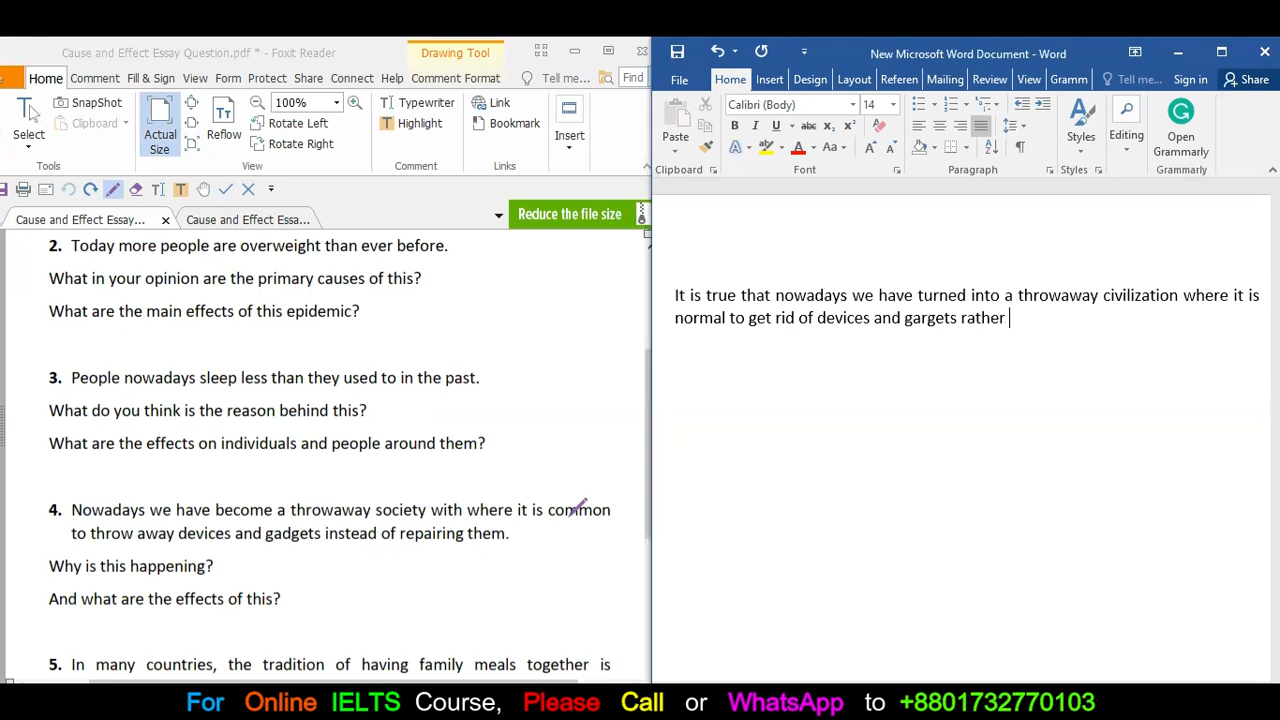 Cause and Effect Essay Question.pdf * - Foxit Reader
Drawing Tool
New Microsoft Word Document - Word
Home Comment Fill & Sign View Form Protect Share Connect Help Comment Format Tell me... Find
File Home Insert Design Layout Referen Mailing Review View Gramm Tell me... Sign in Share
SnapShot
Clipboard
Select
Tools
Actual Size
Reflow
100%
Rotate Left
Rotate Right
View
Typewriter
Highlight
Comment
Link
Bookmark
Links
Insert
Paste
Clipboard
Calibri (Body) 14
B I U abc x₂ x²
Font
Paragraph
Styles
Styles
Editing
Open Grammarly
Grammarly
Cause and Effect Essay... Cause and Effect Essa... Reduce the file size
2. Today more people are overweight than ever before.
What in your opinion are the primary causes of this?
What are the main effects of this epidemic?
3. People nowadays sleep less than they used to in the past.
What do you think is the reason behind this?
What are the effects on individuals and people around them?
4. Nowadays we have become a throwaway society with where it is common
to throw away devices and gadgets instead of repairing them.
Why is this happening?
And what are the effects of this?
5. In many countries, the tradition of having family meals together is
It is true that nowadays we have turned into a throwaway civilization where it is
normal to get rid of devices and gargets rather
For Online IELTS Course, Please Call or WhatsApp to +8801732770103